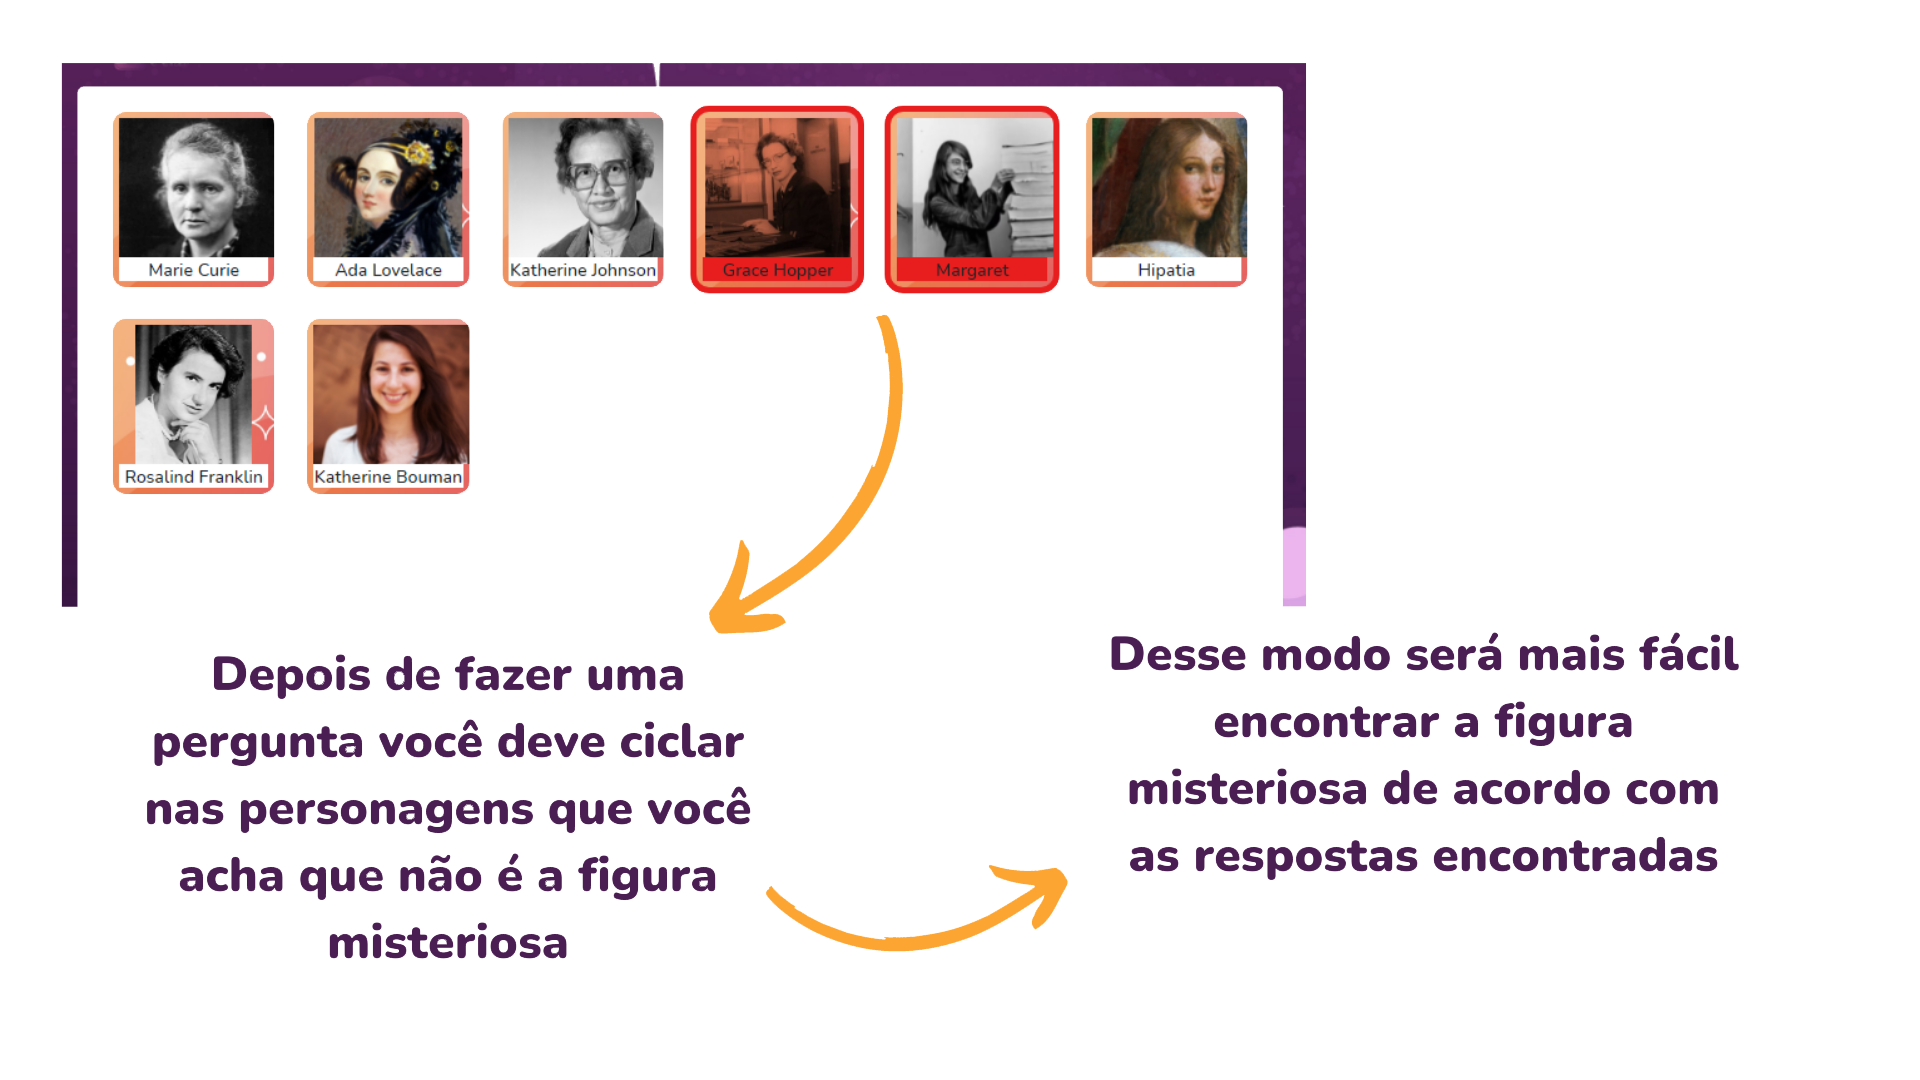 Marie Curie
Ada Lovelace
Katherine Johnson
Grace Hopper
Margaret
Hipatia
Rosalind Franklin
Katherine Bouman
Depois de fazer uma
pergunta você deve ciclar
nas personagens que você
acha que não é a figura
misteriosa
Desse modo será mais fácil
encontrar a figura
misteriosa de acordo com
as respostas encontradas